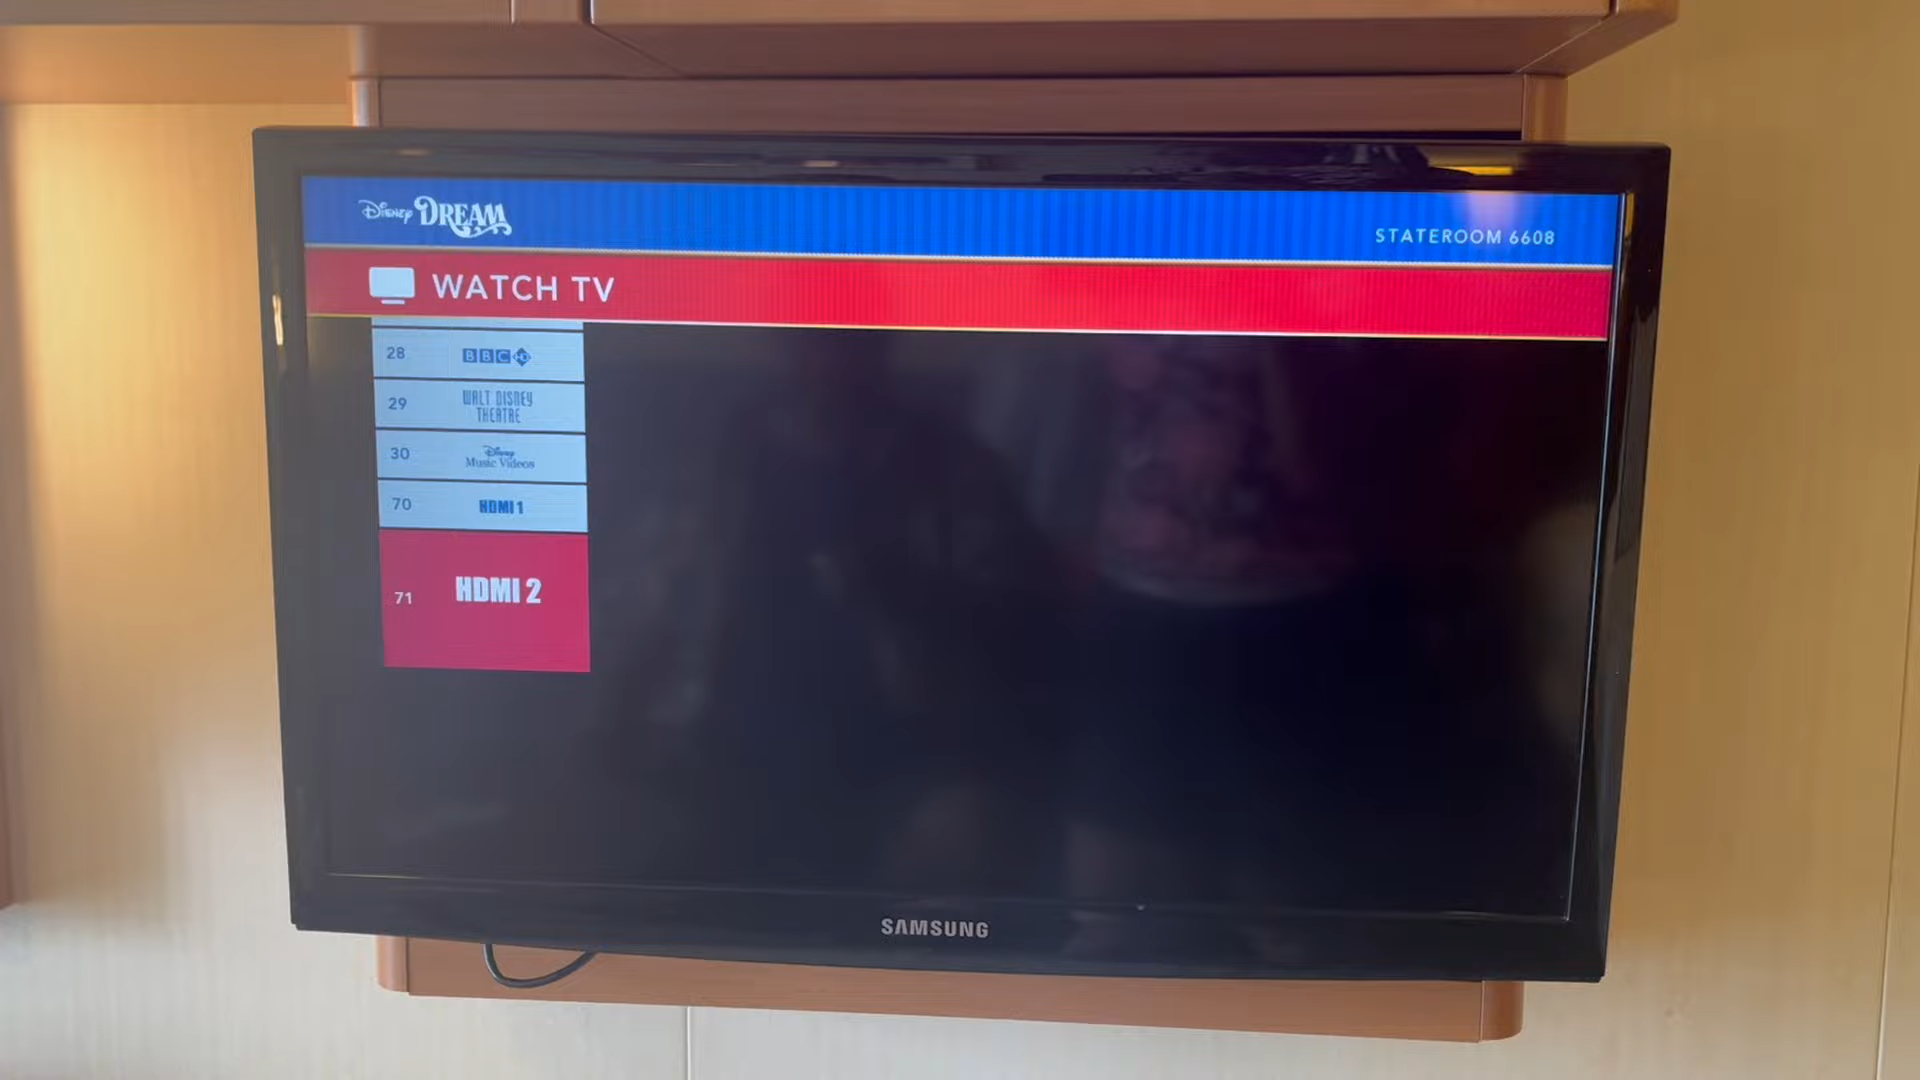 Disney DREAM
STATEROOM 6608
WATCH TV
28 BBC HD
29 WALT DISNEY
THEATRE
30 Disney
Music Videos
70 HDMI 1
71 HDMI 2
SAMSUNG